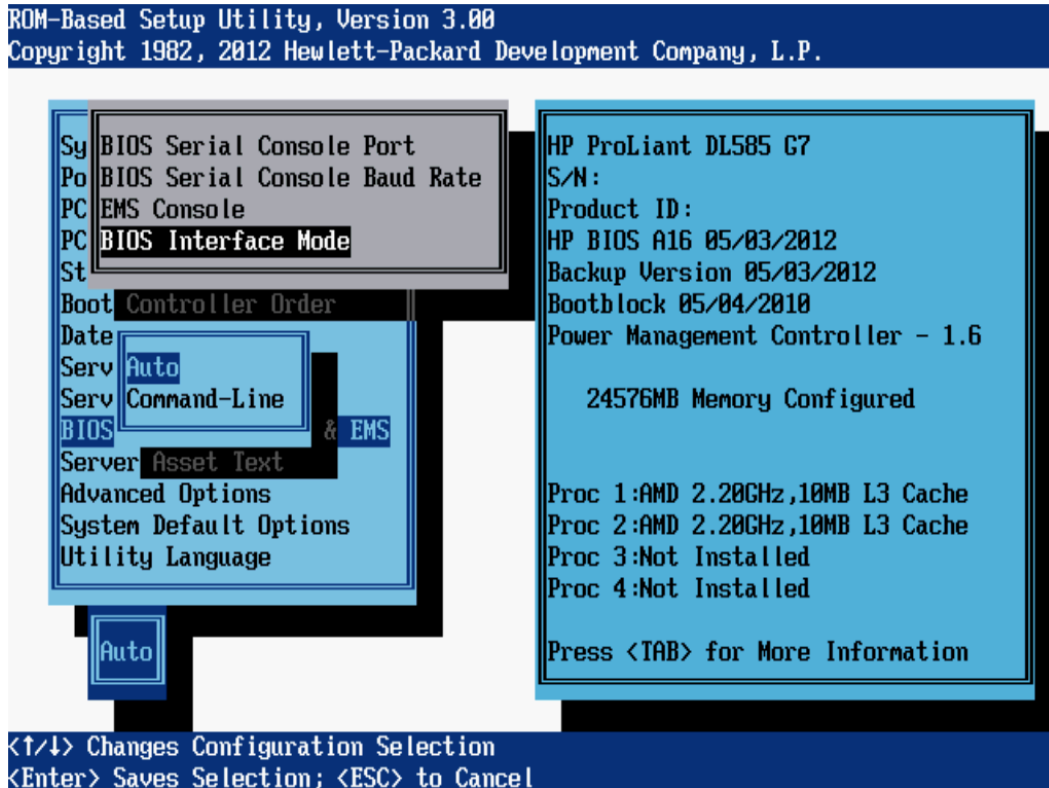 ROM-Based Setup Utility, Version 3.00
Copyright 1982, 2012 Hewlett-Packard Development Company, L.P.
BIOS Serial Console Port
BIOS Serial Console Baud Rate
EMS Console
BIOS Interface Mode
Sy
Po
PC
PC
St
Boot Controller Order
Date
Serv
Serv
BIOS & EMS
Server Asset Text
Advanced Options
System Default Options
Utility Language
Auto
Command-Line
Auto
HP ProLiant DL585 G7
S/N:
Product ID:
HP BIOS A16 05/03/2012
Backup Version 05/03/2012
Bootblock 05/04/2010
Power Management Controller - 1.6
24576MB Memory Configured
Proc 1:AMD 2.20GHz,10MB L3 Cache
Proc 2:AMD 2.20GHz,10MB L3 Cache
Proc 3:Not Installed
Proc 4:Not Installed
Press <TAB> for More Information
<↑/↓> Changes Configuration Selection
<Enter> Saves Selection; <ESC> to Cancel